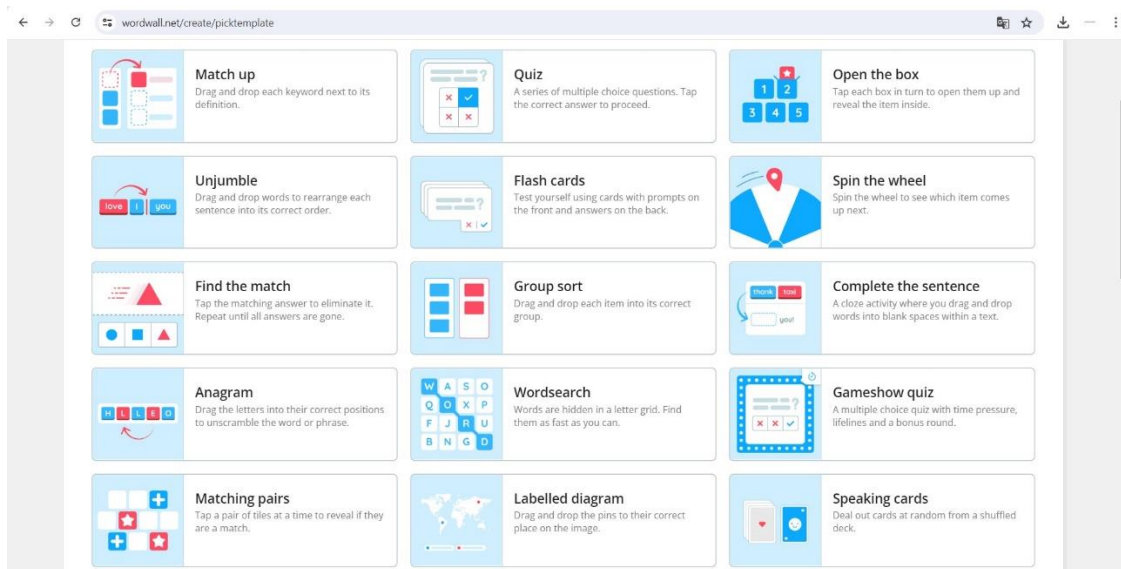 wordwall.net/create/picktemplate
Match up
Drag and drop each keyword next to its
definition.
?
Quiz
A series of multiple choice questions. Tap
the correct answer to proceed.
1 2
3 4 5
Open the box
Tap each box in turn to open them up and
reveal the item inside.
love i you
Unjumble
Drag and drop words to rearrange each
sentence into its correct order.
?
Flash cards
Test yourself using cards with prompts on
the front and answers on the back.
Spin the wheel
Spin the wheel to see which item comes
up next.
Find the match
Tap the matching answer to eliminate it.
Repeat until all answers are gone.
Group sort
Drag and drop each item into its correct
group.
thank taxi
you!
Complete the sentence
A cloze activity where you drag and drop
words into blank spaces within a text.
H L L E O
Anagram
Drag the letters into their correct positions
to unscramble the word or phrase.
W A S O
Q O X P
F J R U
B N G D
Wordsearch
Words are hidden in a letter grid. Find
them as fast as you can.
?
Gameshow quiz
A multiple choice quiz with time pressure,
lifelines and a bonus round.
Matching pairs
Tap a pair of tiles at a time to reveal if they
are a match.
Labelled diagram
Drag and drop the pins to their correct
place on the image.
Speaking cards
Deal out cards at random from a shuffled
deck.